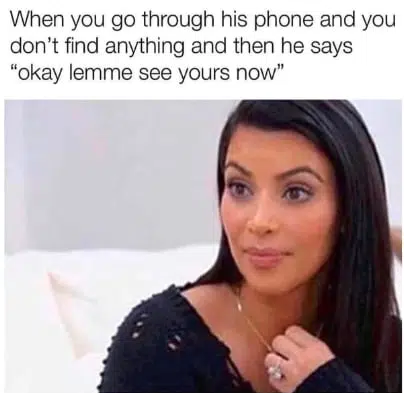 When you go through his phone and you
don’t find anything and then he says
“okay lemme see yours now”